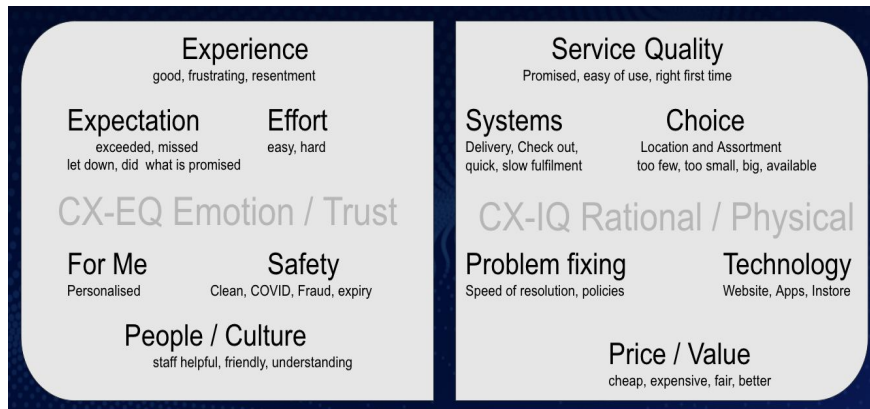 Experience
good, frustrating, resentment
Expectation
exceeded, missed
let down, did what is promised
Effort
easy, hard
CX-EQ Emotion / Trust
For Me
Personalised
Safety
Clean, COVID, Fraud, expiry
People / Culture
staff helpful, friendly, understanding
Service Quality
Promised, easy of use, right first time
Systems
Delivery, Check out,
quick, slow fulfilment
Choice
Location and Assortment
too few, too small, big, available
CX-IQ Rational / Physical
Problem fixing
Speed of resolution, policies
Technology
Website, Apps, Instore
Price / Value
cheap, expensive, fair, better